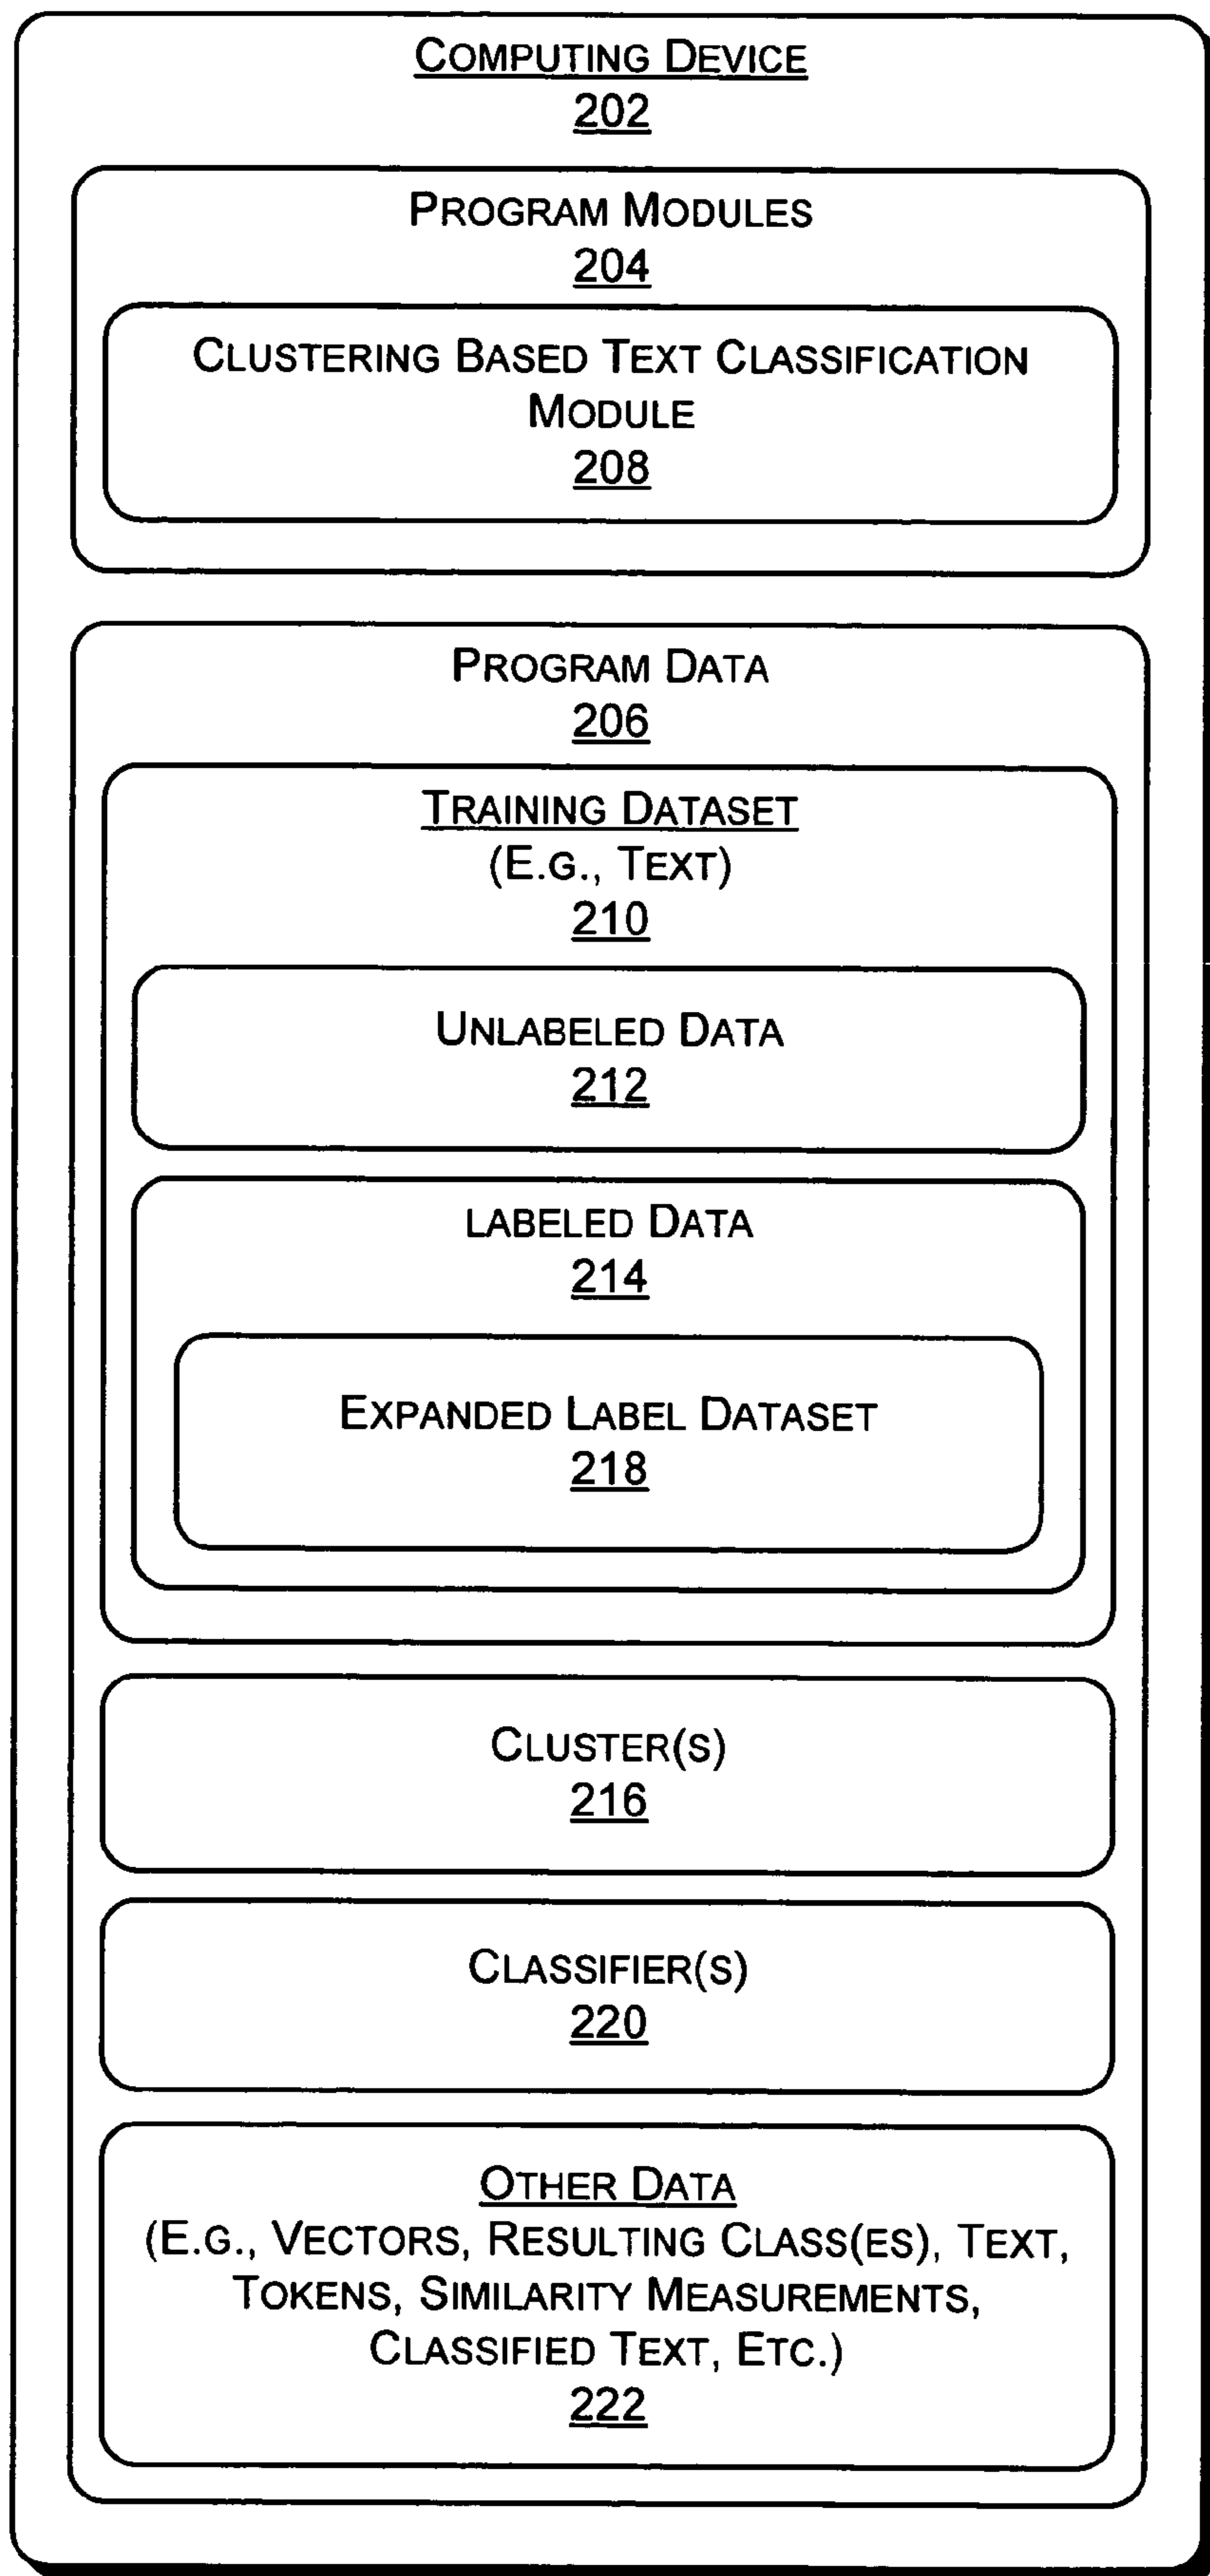 COMPUTING DEVICE
202
PROGRAM MODULES
204
CLUSTERING BASED TEXT CLASSIFICATION
MODULE
208
PROGRAM DATA
206
TRAINING DATASET
(E.G., TEXT)
210
UNLABELED DATA
212
LABELED DATA
214
EXPANDED LABEL DATASET
218
CLUSTER(S)
216
CLASSIFIER(S)
220
OTHER DATA
(E.G., VECTORS, RESULTING CLASS(ES), TEXT,
TOKENS, SIMILARITY MEASUREMENTS,
CLASSIFIED TEXT, ETC.)
222